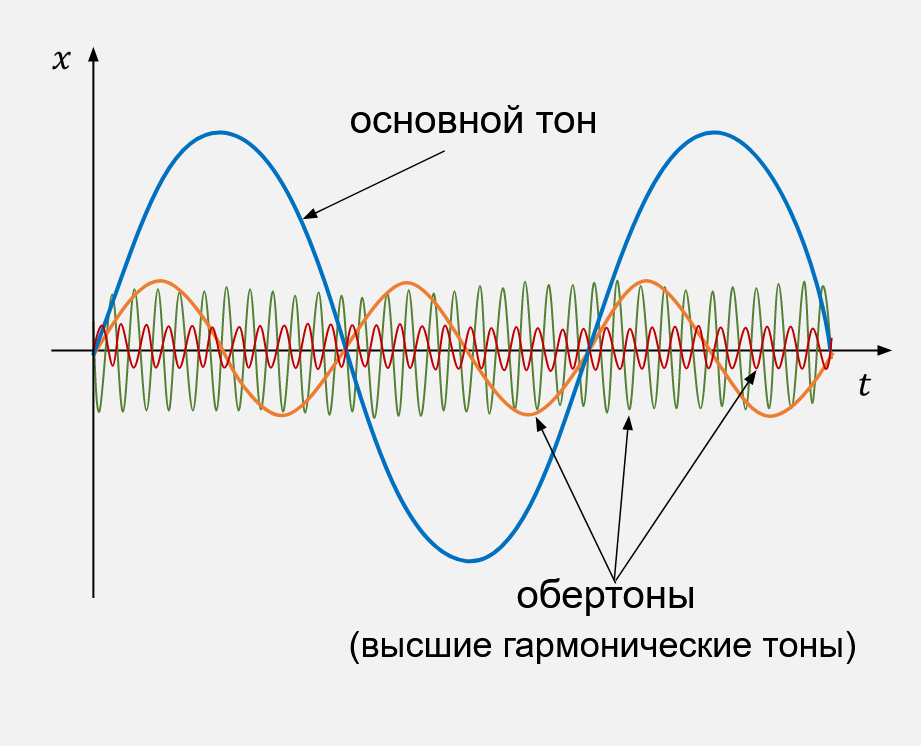 x
основной тон
t
обертоны
(высшие гармонические тоны)